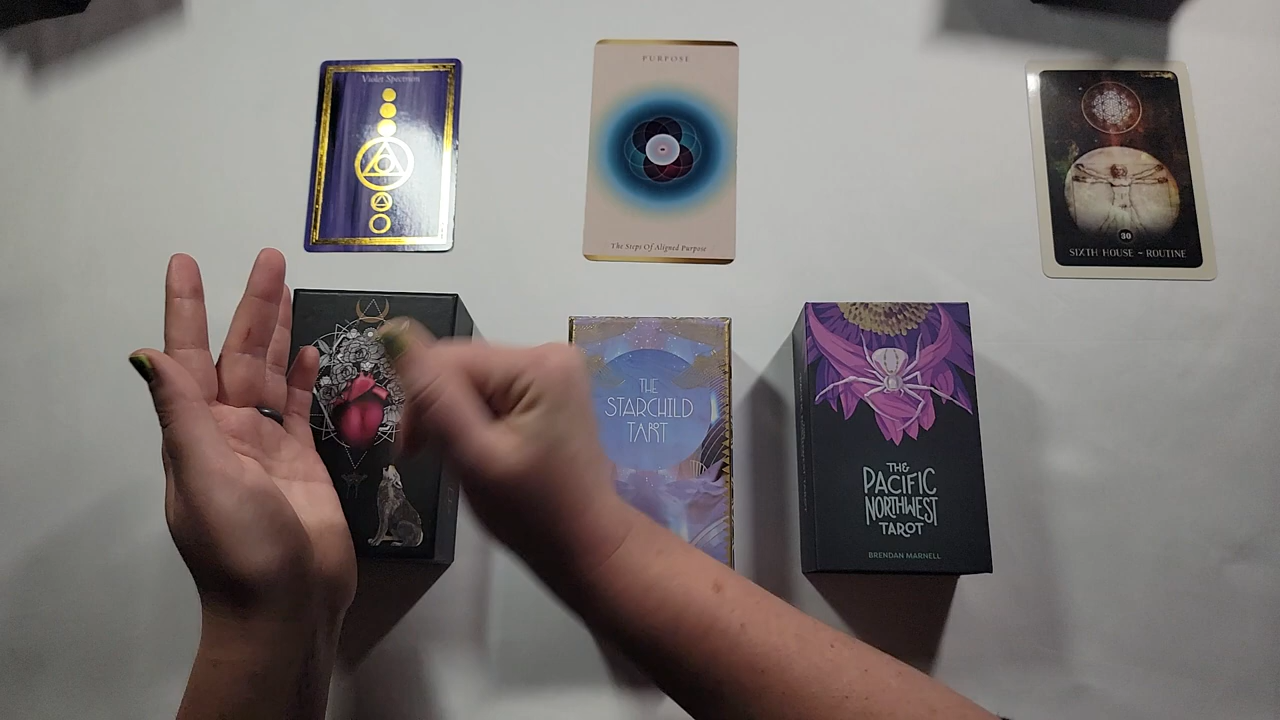 Violet Spectrum
PURPOSE
The Steps Of Aligned Purpose
30
SIXTH HOUSE - ROUTINE
THE
STARCHILD
TAROT
THE
PACIFIC
NORTHWEST
TAROT
BRENDAN MARNELL